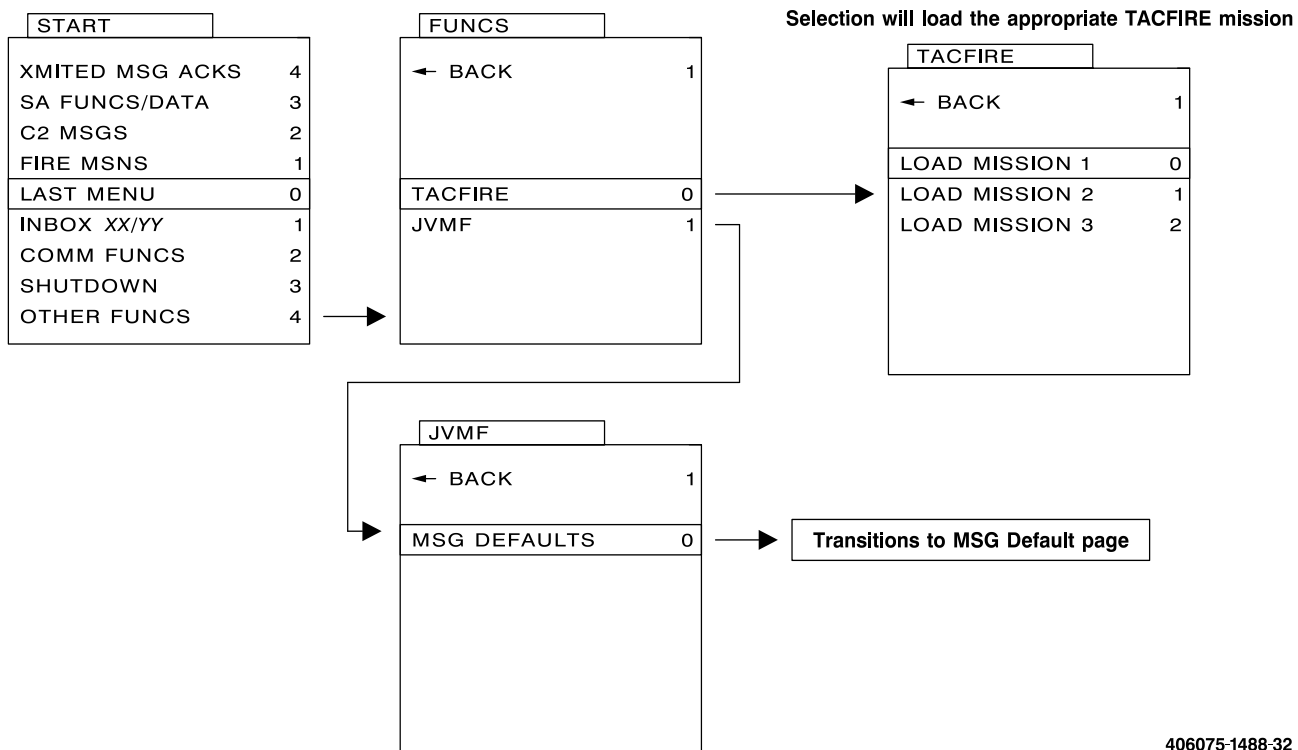 START
XMITED MSG ACKS 4
SA FUNCS/DATA 3
C2 MSGS 2
FIRE MSNS 1
LAST MENU 0
INBOX XX/YY 1
COMM FUNCS 2
SHUTDOWN 3
OTHER FUNCS 4
FUNCS
← BACK 1
TACFIRE 0
JVMF 1
Selection will load the appropriate TACFIRE mission
TACFIRE
← BACK 1
LOAD MISSION 1 0
LOAD MISSION 2 1
LOAD MISSION 3 2
JVMF
← BACK 1
MSG DEFAULTS 0
Transitions to MSG Default page
406075-1488-32